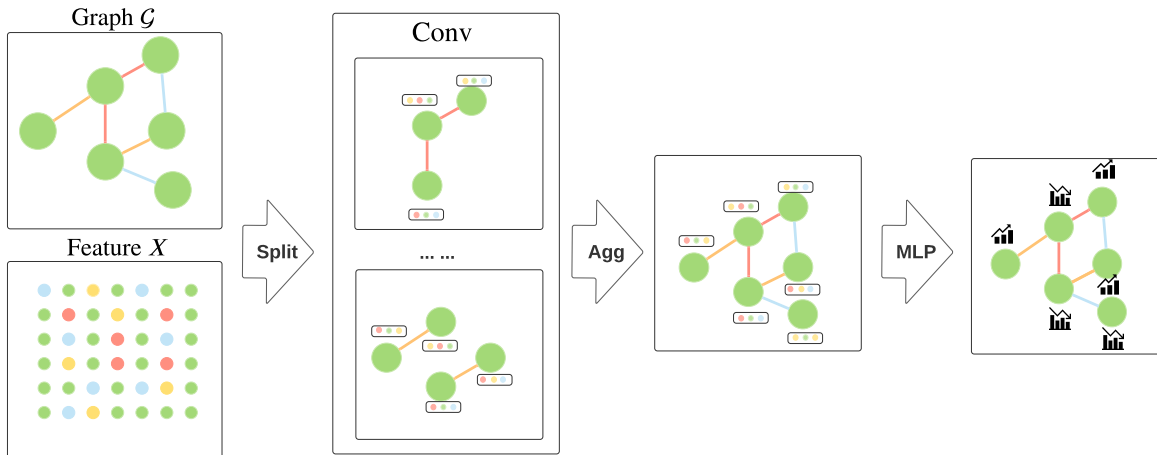 Graph 𝒢
Feature X
Split
Conv
... ...
Agg
MLP